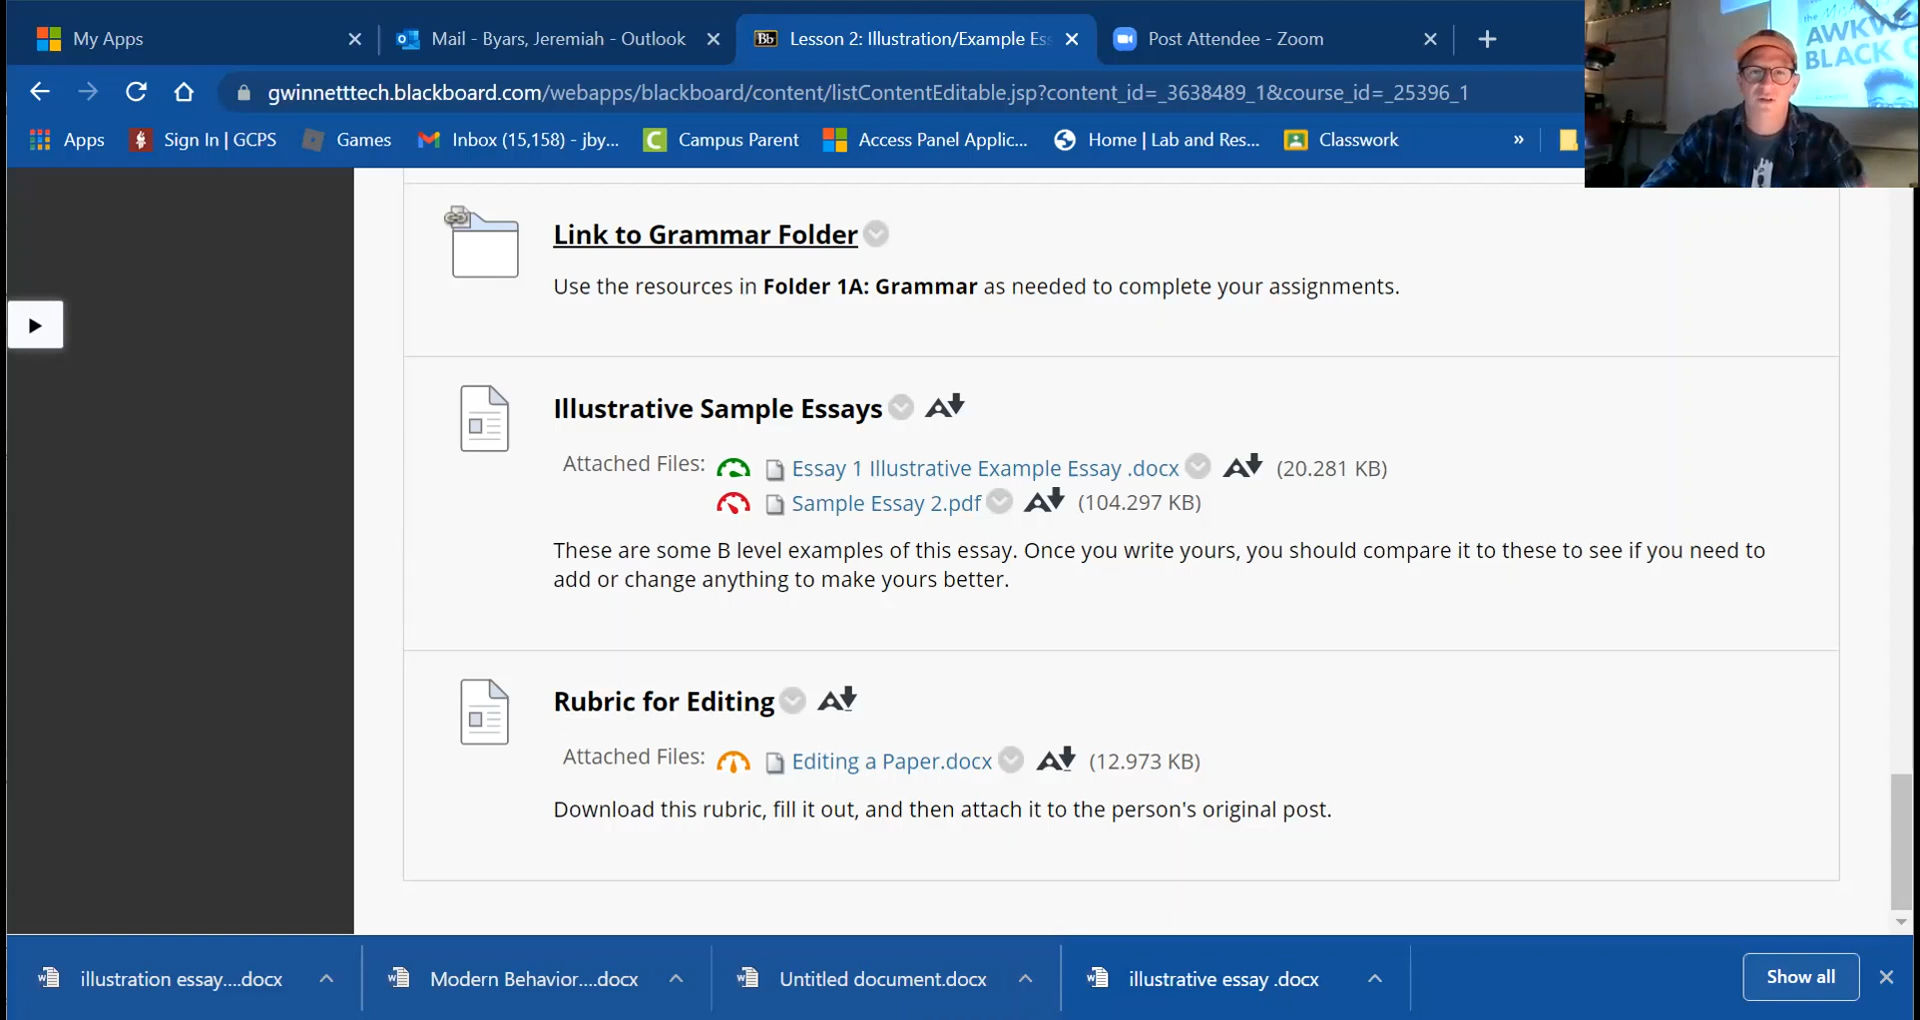 My Apps
Mail - Byars, Jeremiah - Outlook
Bb
Lesson 2: Illustration/Example Es
Post Attendee - Zoom
the
AWKW
BLACK G
gwinnetttech.blackboard.com/webapps/blackboard/content/listContentEditable.jsp?content_id=_3638489_1&course_id=_25396_1
Apps
Sign In | GCPS
Games
Inbox (15,158) - jby...
Campus Parent
Access Panel Applic...
Home | Lab and Res...
Classwork
»
Link to Grammar Folder
Use the resources in Folder 1A: Grammar as needed to complete your assignments.
Illustrative Sample Essays
Attached Files:
Essay 1 Illustrative Example Essay .docx
(20.281 KB)
Sample Essay 2.pdf
(104.297 KB)
These are some B level examples of this essay. Once you write yours, you should compare it to these to see if you need to
add or change anything to make yours better.
Rubric for Editing
Attached Files:
Editing a Paper.docx
(12.973 KB)
Download this rubric, fill it out, and then attach it to the person's original post.
illustration essay....docx
Modern Behavior....docx
Untitled document.docx
illustrative essay .docx
Show all